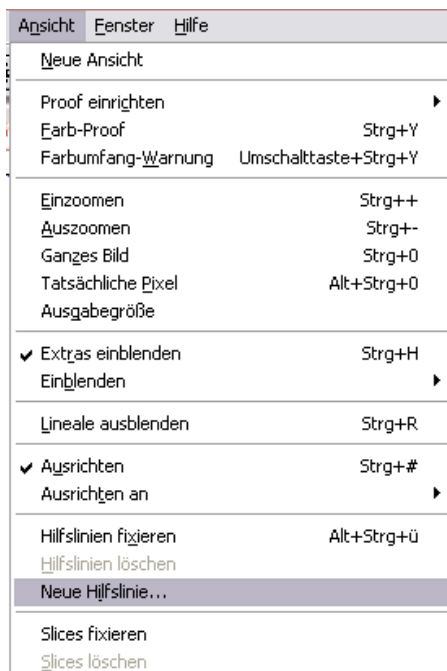 Ansicht Fenster Hilfe
Neue Ansicht
Proof einrichten
Farb-Proof Strg+Y
Farbumfang-Warnung Umschalttaste+Strg+Y
Einzoomen Strg++
Auszoomen Strg+-
Ganzes Bild Strg+0
Tatsächliche Pixel Alt+Strg+0
Ausgabegröße
Extras einblenden Strg+H
Einblenden
Lineale ausblenden Strg+R
Ausrichten Strg+#
Ausrichten an
Hilfslinien fixieren Alt+Strg+ü
Hilfslinien löschen
Neue Hilfslinie...
Slices fixieren
Slices löschen